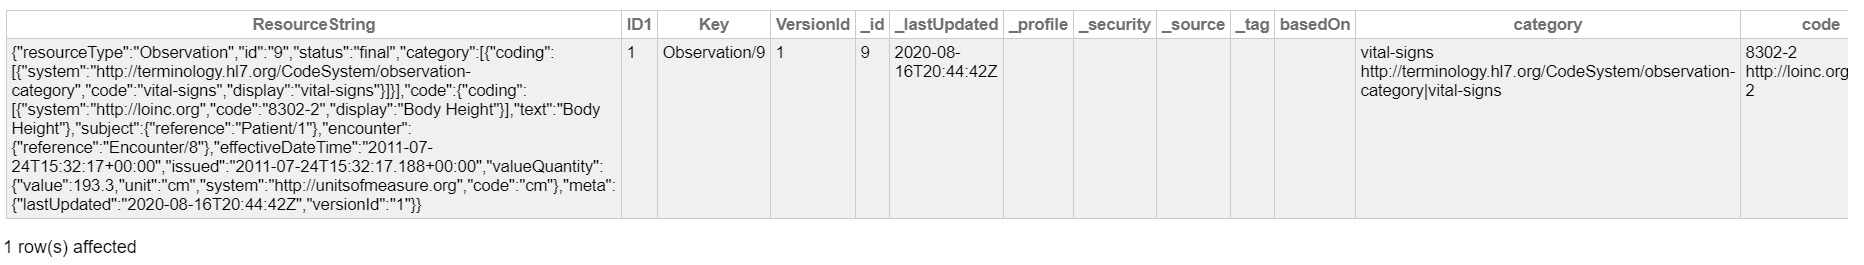 ResourceString ID1 Key VersionId _id _lastUpdated _profile _security _source _tag basedOn category code
{"resourceType":"Observation","id":"9","status":"final","category":[{"coding":
[{"system":"http://terminology.hl7.org/CodeSystem/observation-
category","code":"vital-signs","display":"vital-signs"}]}],"code":{"coding":
[{"system":"http://loinc.org","code":"8302-2","display":"Body Height"}],"text":"Body
Height"},"subject":{"reference":"Patient/1"},"encounter":
{"reference":"Encounter/8"},"effectiveDateTime":"2011-07-
24T15:32:17+00:00","issued":"2011-07-24T15:32:17.188+00:00","valueQuantity":
{"value":193.3,"unit":"cm","system":"http://unitsofmeasure.org","code":"cm"},"meta":
{"lastUpdated":"2020-08-16T20:44:42Z","versionId":"1"}}
1
Observation/9
1
9
2020-08-
16T20:44:42Z
vital-signs
http://terminology.hl7.org/CodeSystem/observation-
category|vital-signs
8302-2
http://loinc.org
2
1 row(s) affected